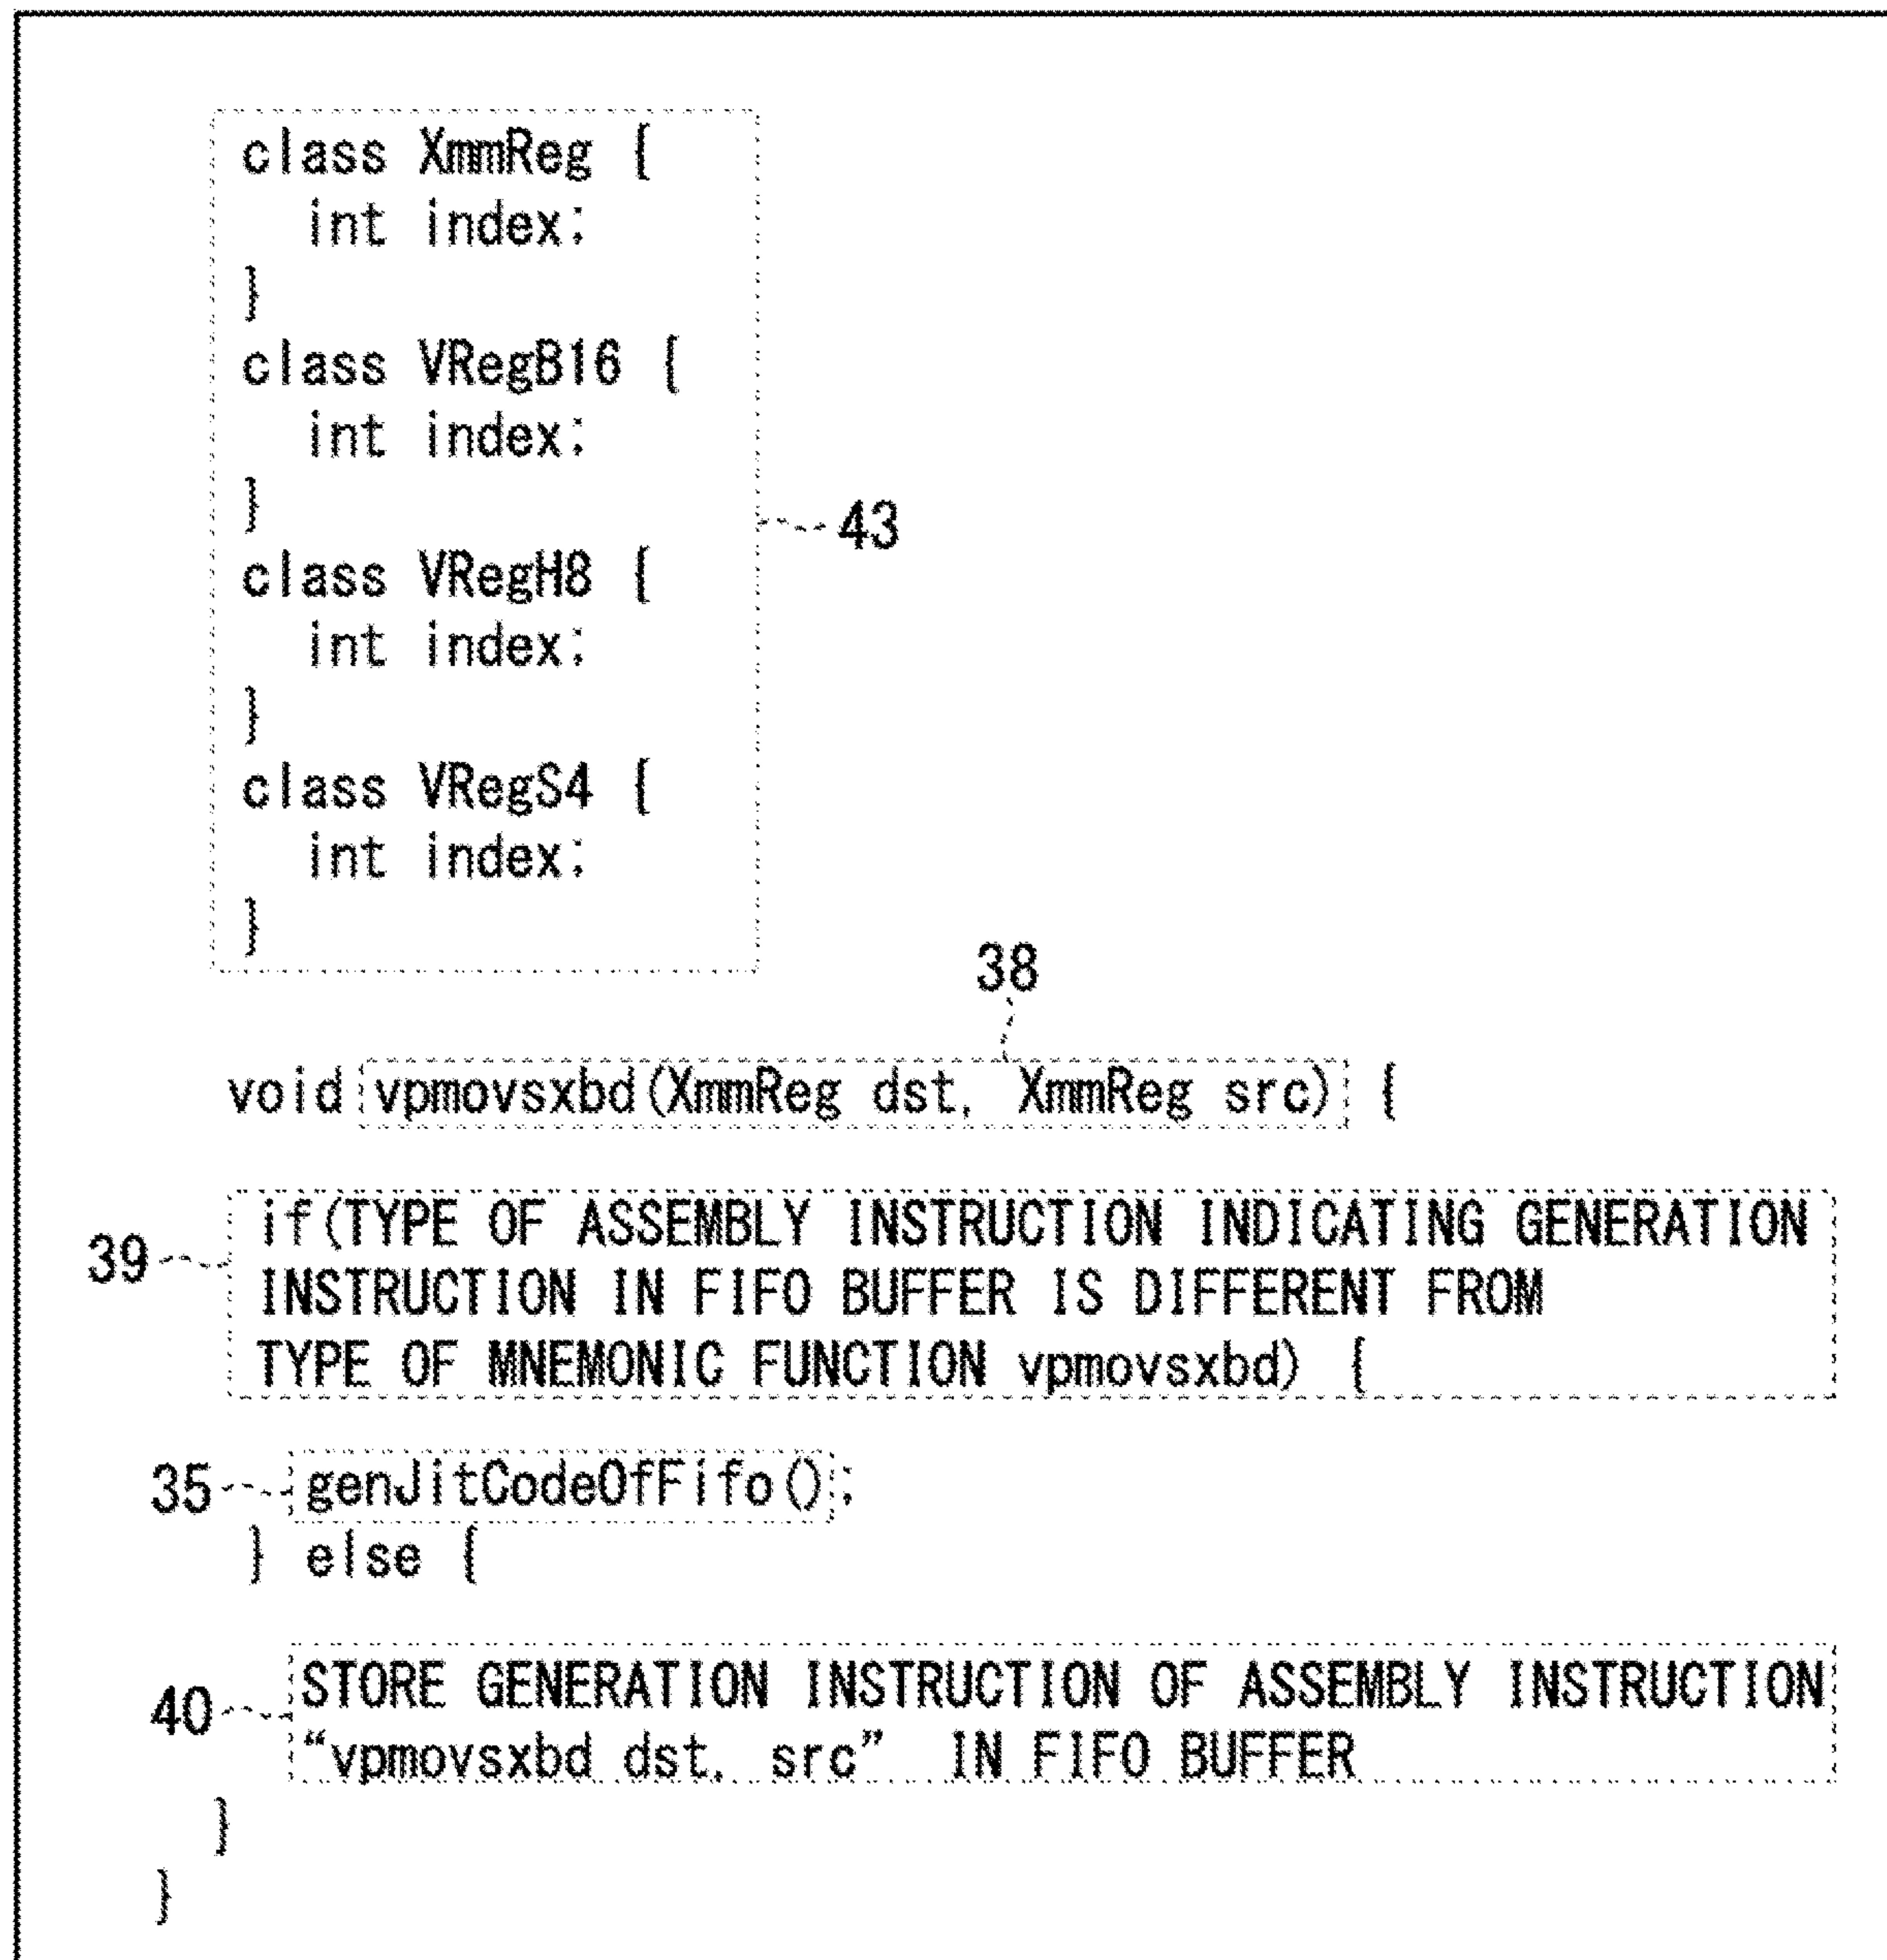 class XmmReg {
int index;
}
class VRegB16 {
int index;
}
43
class VRegH8 {
int index;
}
class VRegS4 {
int index;
}
38
void vpmovsxbd(XmmReg dst, XmmReg src) {
39
if(TYPE OF ASSEMBLY INSTRUCTION INDICATING GENERATION
INSTRUCTION IN FIFO BUFFER IS DIFFERENT FROM
TYPE OF MNEMONIC FUNCTION vpmovsxbd) {
35 genJitCodeOfFifo();
} else {
40
STORE GENERATION INSTRUCTION OF ASSEMBLY INSTRUCTION
“vpmovsxbd dst, src” IN FIFO BUFFER
}
}